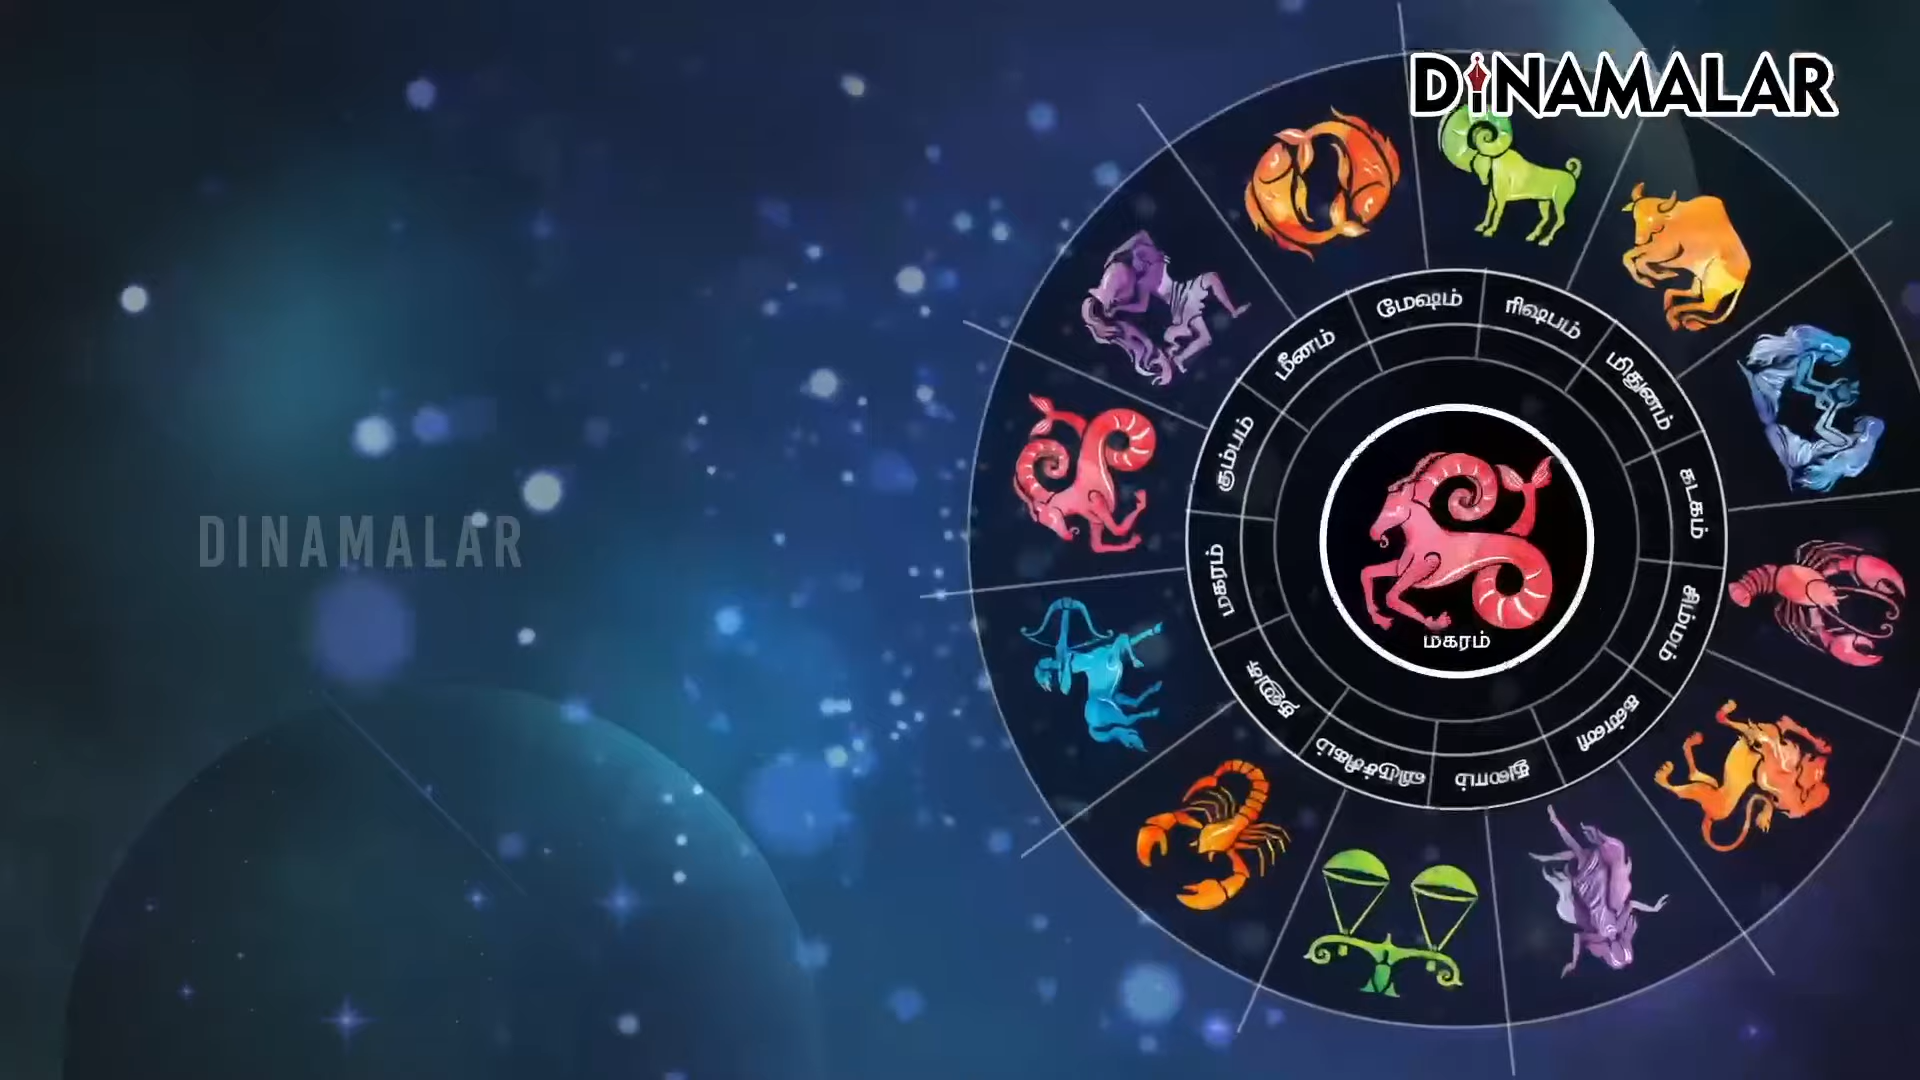 DINAMALAR
DINAMALAR
மேஷம்
ரிஷபம்
மிதுனம்
கடகம்
சிம்மம்
கன்னி
துலாம்
விருச்சிகம்
தனுசு
மகரம்
கும்பம்
மீனம்
மகரம்